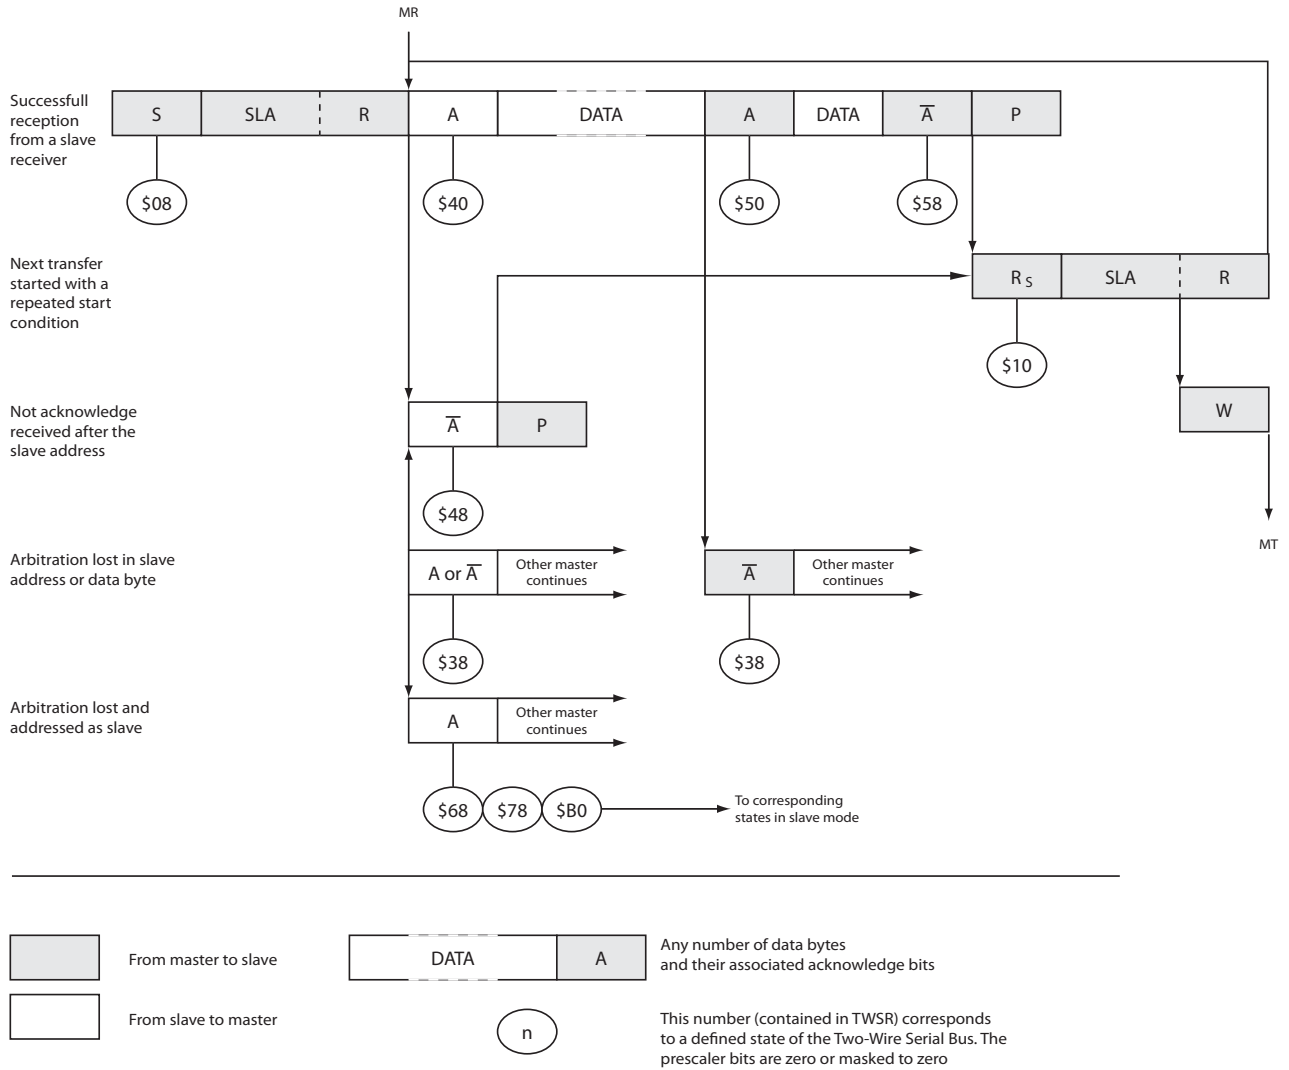 MR
Successfull
reception
from a slave
receiver
S SLA R A DATA A DATA A̅ P
$08 $40 $50 $58
Next transfer
started with a
repeated start
condition
RS SLA R
$10
Not acknowledge
received after the
slave address
A̅ P
W
$48
MT
Arbitration lost in slave
address or data byte
A or A̅
Other master
continues
A̅
Other master
continues
$38 $38
Arbitration lost and
addressed as slave
A
Other master
continues
$68 $78 $B0
To corresponding
states in slave mode
From master to slave
DATA A
Any number of data bytes
and their associated acknowledge bits
From slave to master
n
This number (contained in TWSR) corresponds
to a defined state of the Two-Wire Serial Bus. The
prescaler bits are zero or masked to zero